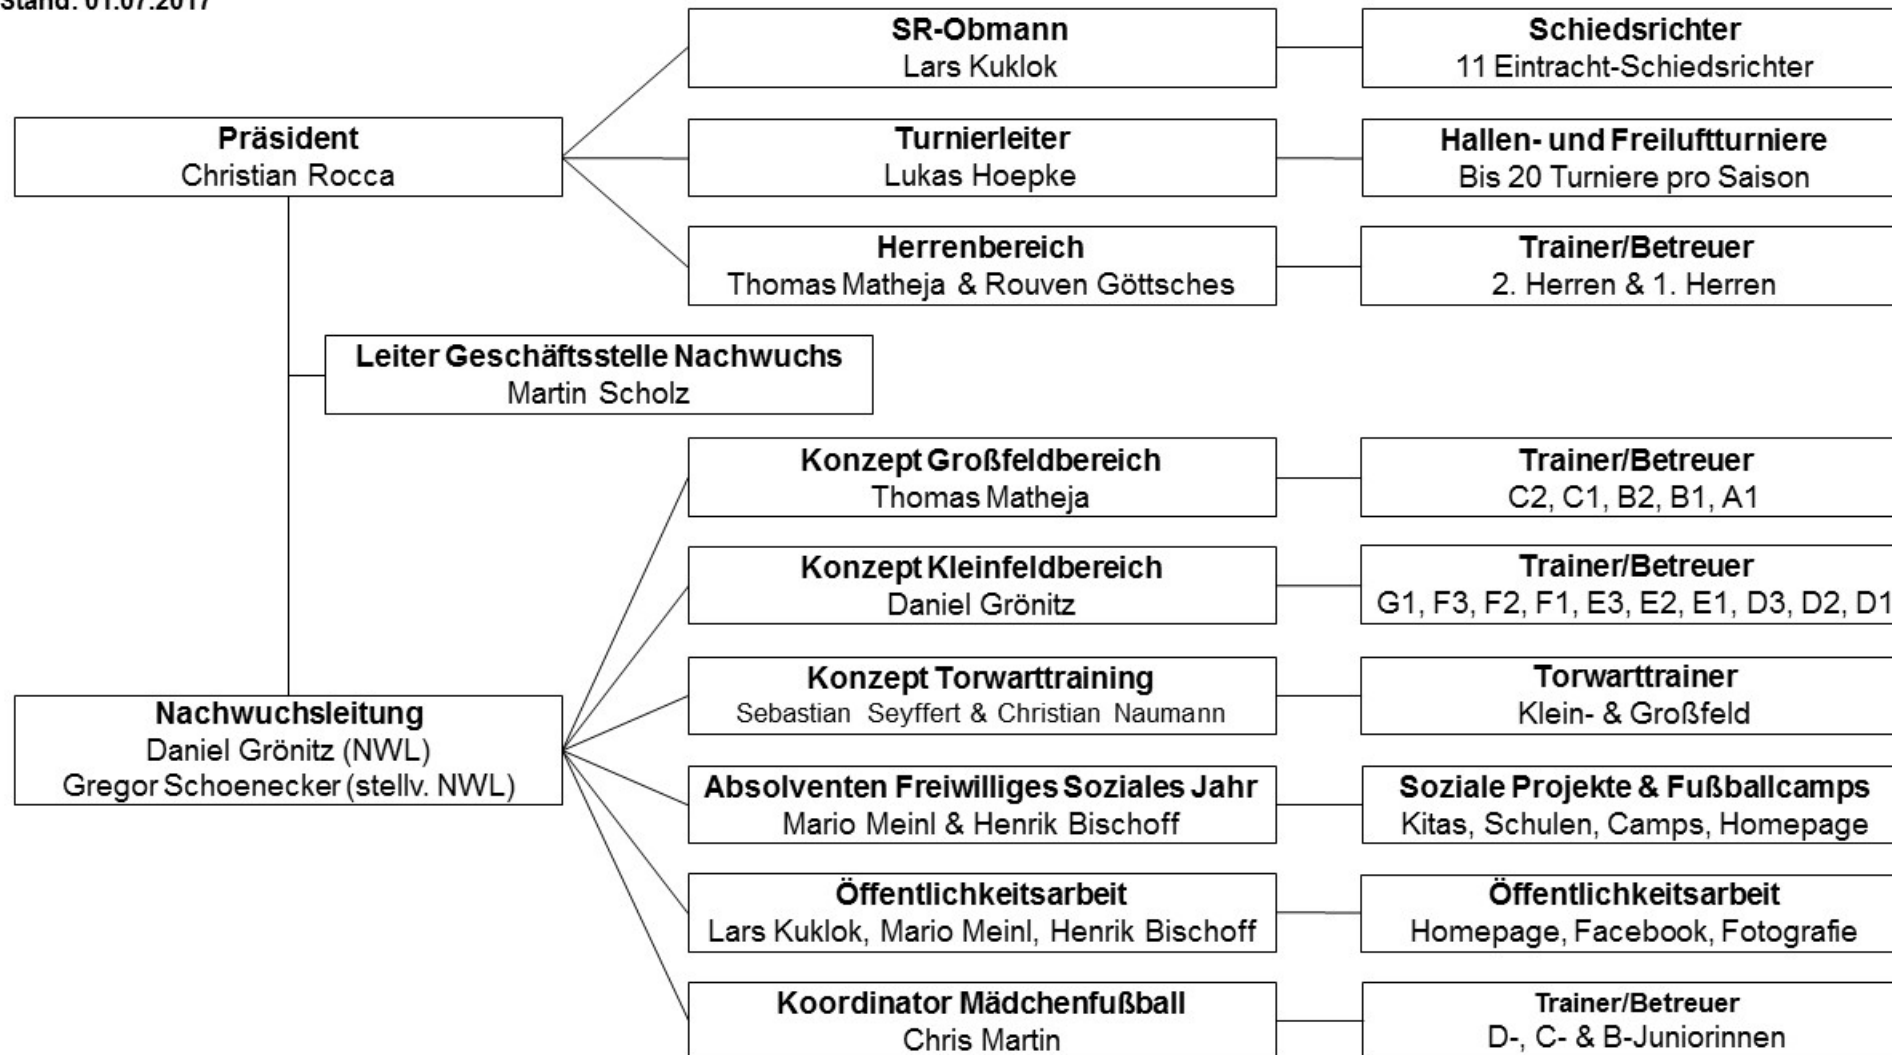 Stand: 01.07.2017
SR-Obmann
Lars Kuklok
Schiedsrichter
11 Eintracht-Schiedsrichter
Präsident
Christian Rocca
Turnierleiter
Lukas Hoepke
Hallen- und Freiluftturniere
Bis 20 Turniere pro Saison
Herrenbereich
Thomas Matheja & Rouven Göttsches
Trainer/Betreuer
2. Herren & 1. Herren
Leiter Geschäftsstelle Nachwuchs
Martin Scholz
Konzept Großfeldbereich
Thomas Matheja
Trainer/Betreuer
C2, C1, B2, B1, A1
Konzept Kleinfeldbereich
Daniel Grönitz
Trainer/Betreuer
G1, F3, F2, F1, E3, E2, E1, D3, D2, D1
Konzept Torwarttraining
Sebastian Seyffert & Christian Naumann
Torwarttrainer
Klein- & Großfeld
Nachwuchsleitung
Daniel Grönitz (NWL)
Gregor Schoenecker (stellv. NWL)
Absolventen Freiwilliges Soziales Jahr
Mario Meinl & Henrik Bischoff
Soziale Projekte & Fußballcamps
Kitas, Schulen, Camps, Homepage
Öffentlichkeitsarbeit
Lars Kuklok, Mario Meinl, Henrik Bischoff
Öffentlichkeitsarbeit
Homepage, Facebook, Fotografie
Koordinator Mädchenfußball
Chris Martin
Trainer/Betreuer
D-, C- & B-Juniorinnen